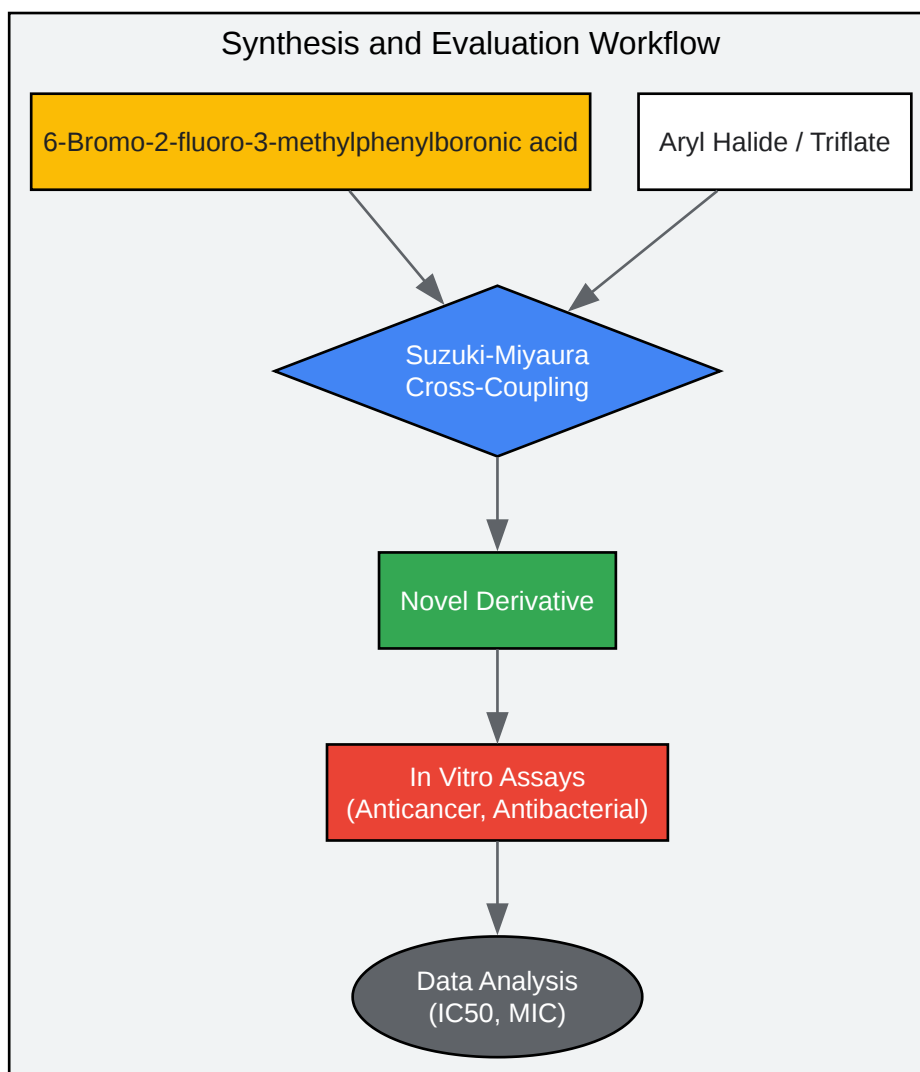 Synthesis and Evaluation Workflow
6-Bromo-2-fluoro-3-methylphenylboronic acid
Aryl Halide / Triflate
Suzuki-Miyaura
Cross-Coupling
Novel Derivative
In Vitro Assays
(Anticancer, Antibacterial)
Data Analysis
(IC50, MIC)